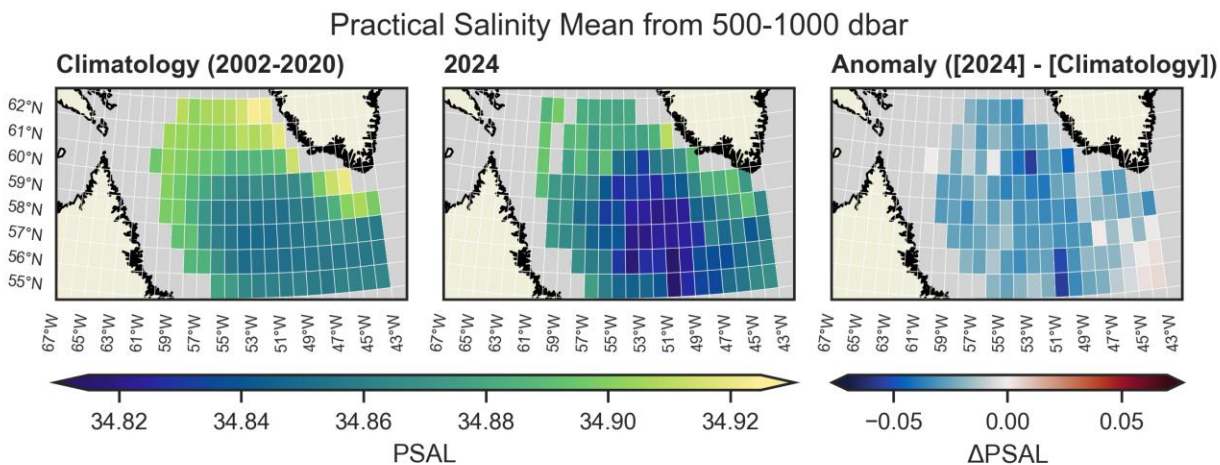 Practical Salinity Mean from 500-1000 dbar
Climatology (2002-2020)
2024
Anomaly ([2024] - [Climatology])
62°N
61°N
60°N
59°N
58°N
57°N
56°N
55°N
67°W 65°W 63°W 61°W 59°W 57°W 55°W 53°W 51°W 49°W 47°W 45°W 43°W
67°W 65°W 63°W 61°W 59°W 57°W 55°W 53°W 51°W 49°W 47°W 45°W 43°W
67°W 65°W 63°W 61°W 59°W 57°W 55°W 53°W 51°W 49°W 47°W 45°W 43°W
34.82 34.84 34.86 34.88 34.90 34.92
PSAL
−0.05 0.00 0.05
ΔPSAL